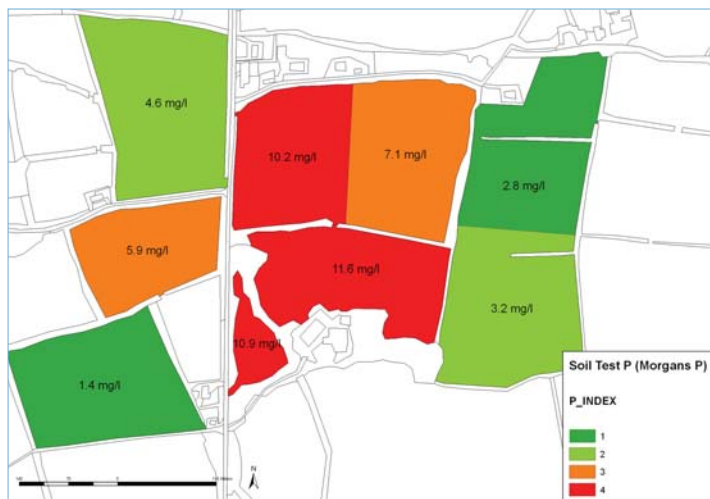 4.6 mg/l
10.2 mg/l
7.1 mg/l
2.8 mg/l
5.9 mg/l
11.6 mg/l
3.2 mg/l
10.9 mg/l
1.4 mg/l
Soil Test P (Morgans P)
P_INDEX
1
2
3
4
N